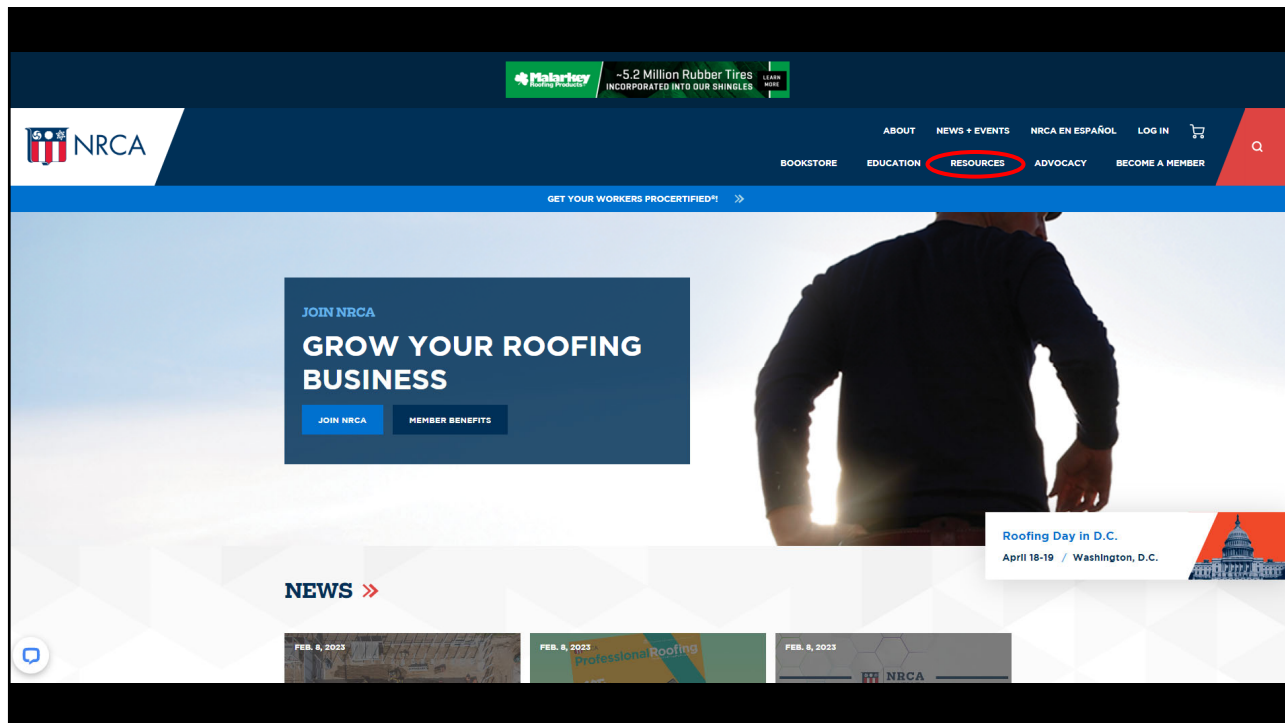 Malarkey
Roofing Products
~5.2 Million Rubber Tires
INCORPORATED INTO OUR SHINGLES
LEARN
MORE
NRCA
ABOUT NEWS + EVENTS NRCA EN ESPAÑOL LOG IN
BOOKSTORE EDUCATION RESOURCES ADVOCACY BECOME A MEMBER
GET YOUR WORKERS PROCERTIFIED®! »
JOIN NRCA
GROW YOUR ROOFING
BUSINESS
JOIN NRCA MEMBER BENEFITS
Roofing Day in D.C.
April 18-19 / Washington, D.C.
NEWS »
FEB. 8, 2023 FEB. 8, 2023 FEB. 8, 2023
ProfessionalRoofing
NRCA